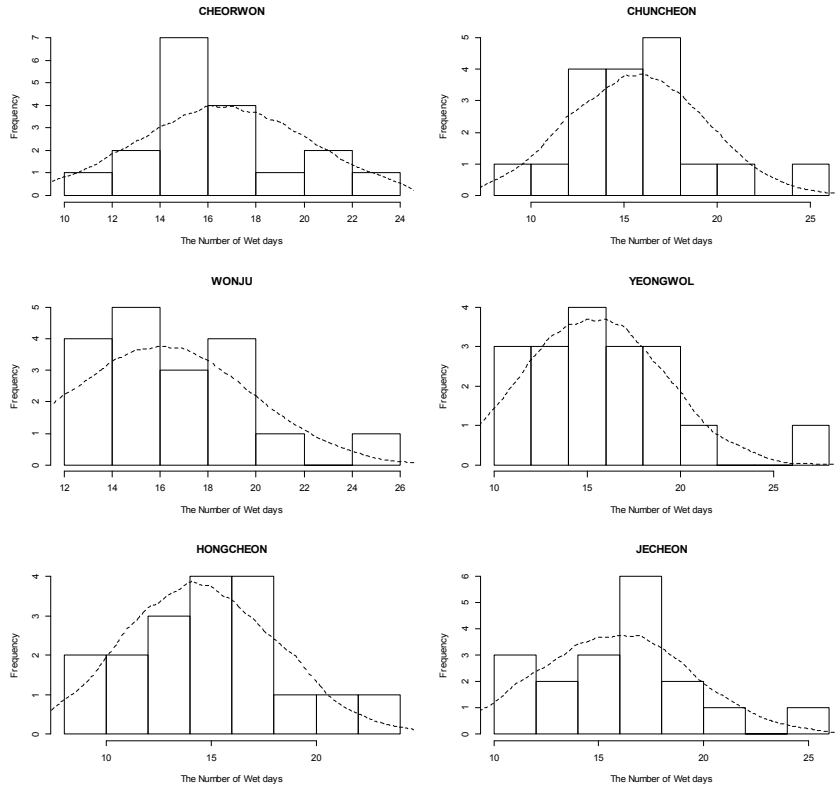 CHEORWON
Frequency
0 1 2 3 4 5 6 7
10 12 14 16 18 20 22 24
The Number of Wet days
CHUNCHEON
Frequency
0 1 2 3 4 5
10 15 20 25
The Number of Wet days
WONJU
Frequency
0 1 2 3 4 5
12 14 16 18 20 22 24 26
The Number of Wet days
YEONGWOL
Frequency
0 1 2 3 4
10 15 20 25
The Number of Wet days
HONGCHEON
Frequency
0 1 2 3 4
10 15 20
The Number of Wet days
JECHEON
Frequency
0 1 2 3 4 5 6
10 15 20 25
The Number of Wet days